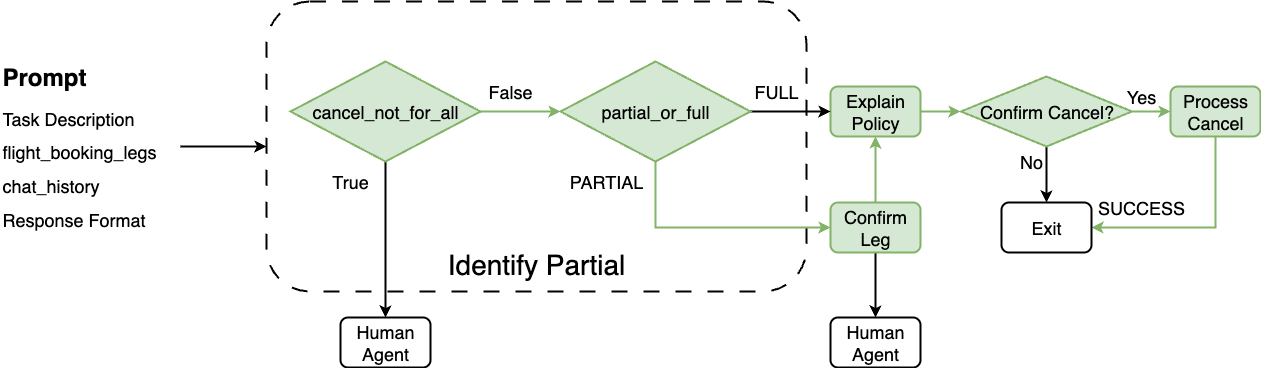 Prompt
Task Description
flight_booking_legs
chat_history
Response Format
cancel_not_for_all
False
True
partial_or_full
FULL
PARTIAL
Identify Partial
Human
Agent
Explain
Policy
Confirm
Leg
Human
Agent
Confirm Cancel?
Yes
No
Process
Cancel
SUCCESS
Exit